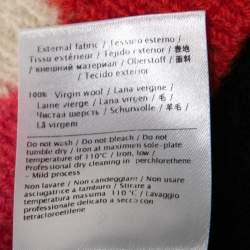 External fabric / Tessuto esterno /
Tissu extérieur / Tejido exterior / 表地
/ внешний материал / Oberstoff / 面料
/ Tecido exterior
100% Virgin wool / Lana vergine /
Laine vierge / Lana virgen / 毛 /
Чистая шерсть / Schurwolle / 羊毛 /
Lã virgem
Do not wash / Do not bleach / Do not
tumble dry / Iron at maximum sole-plate
temperature of 110°C / Iron, low /
Professional dry cleaning in perchlorethene
/ Mild process
Non lavare / Non candeggiare / Non usare
asciugatrice a tamburo / Stirare a
temperatura massima 110°C / Lavaggio
professionale delicato a secco con
tetracloroetilene